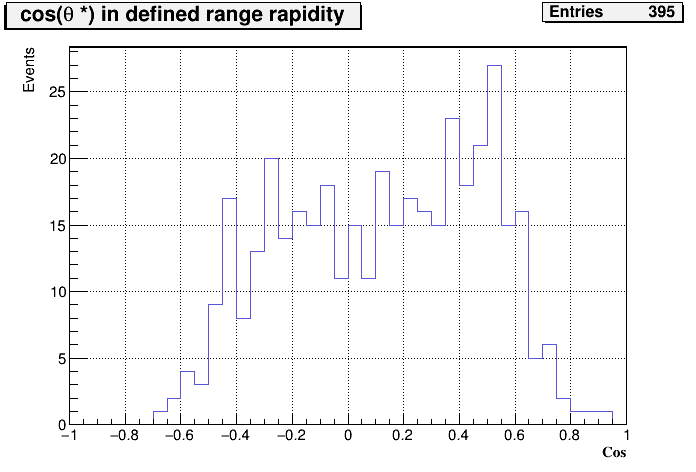 cos(θ *) in defined range rapidity
Entries 395
Events
25
20
15
10
5
0
−1 −0.8 −0.6 −0.4 −0.2 0 0.2 0.4 0.6 0.8 1
Cos